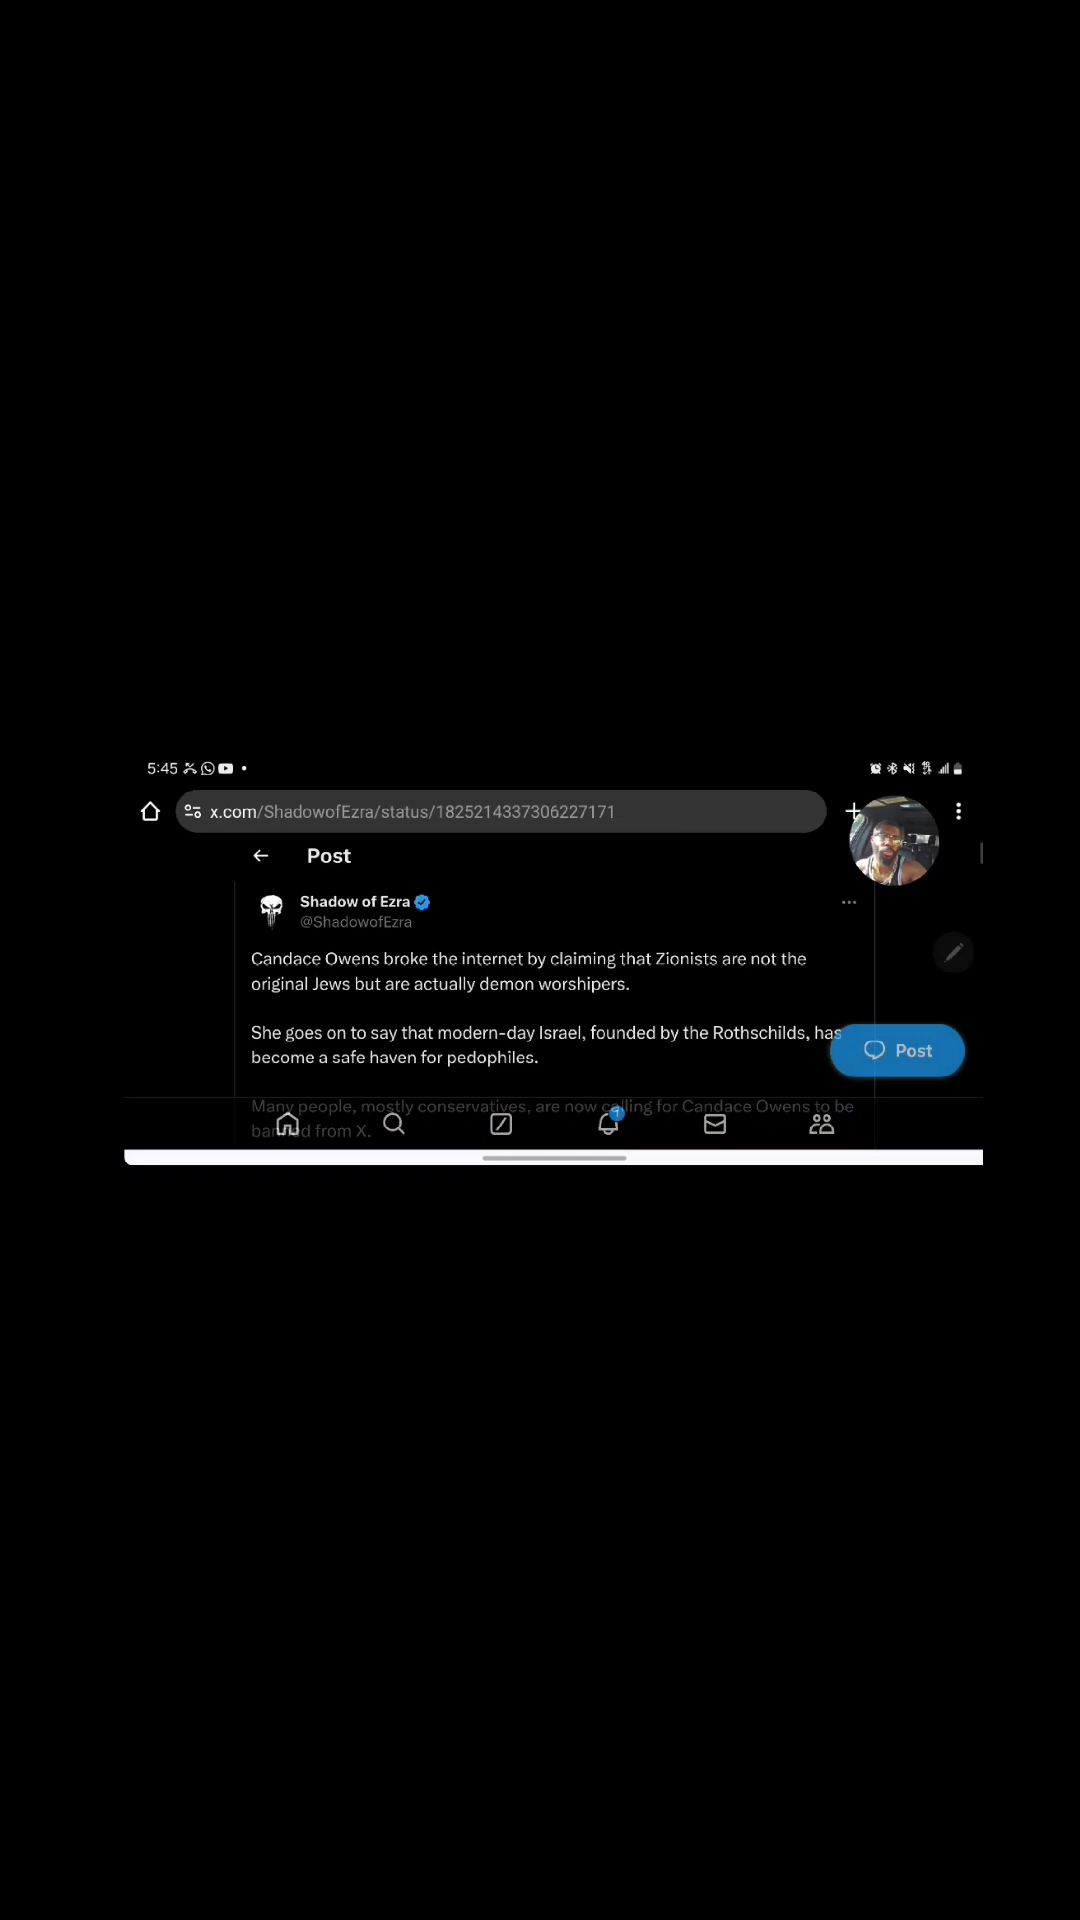 5:45
x.com/ShadowofEzra/status/1825214337306227171
Post
Shadow of Ezra
@ShadowofEzra
Candace Owens broke the internet by claiming that Zionists are not the
original Jews but are actually demon worshipers.
She goes on to say that modern-day Israel, founded by the Rothschilds, has
become a safe haven for pedophiles.
Post
Many people, mostly conservatives, are now calling for Candace Owens to be
banned from X.
1